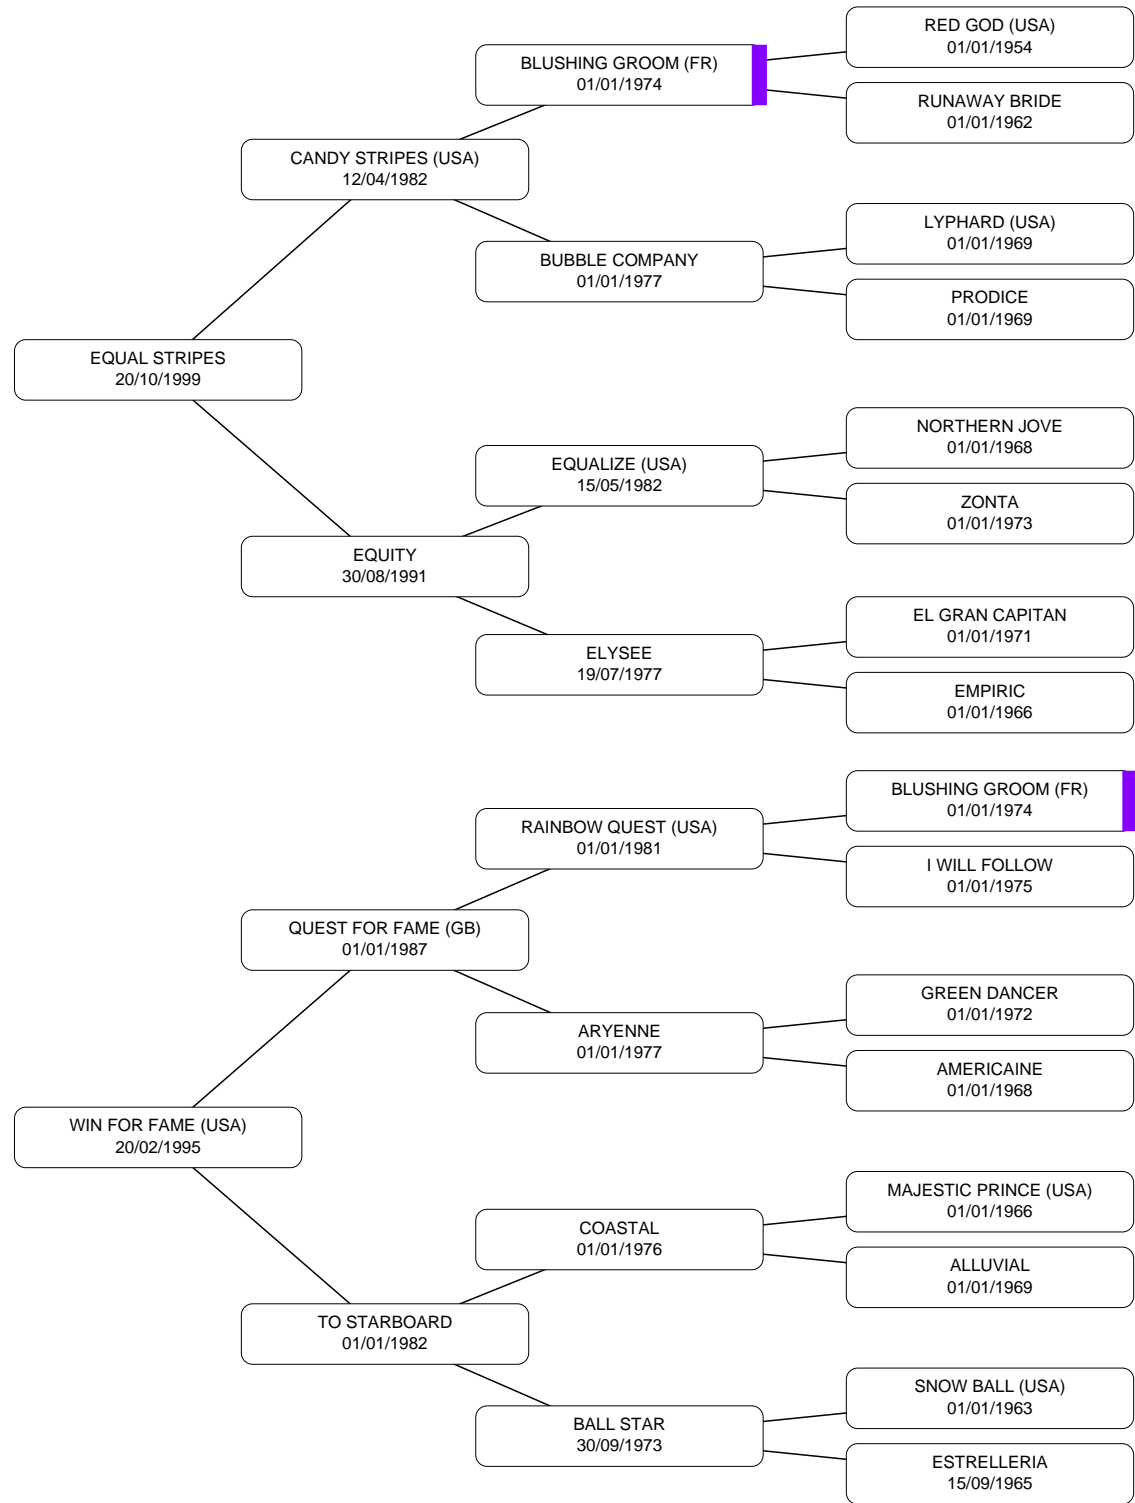 RED GOD (USA)
01/01/1954
BLUSHING GROOM (FR)
01/01/1974
RUNAWAY BRIDE
01/01/1962
CANDY STRIPES (USA)
12/04/1982
LYPHARD (USA)
01/01/1969
BUBBLE COMPANY
01/01/1977
PRODICE
01/01/1969
EQUAL STRIPES
20/10/1999
NORTHERN JOVE
01/01/1968
EQUALIZE (USA)
15/05/1982
ZONTA
01/01/1973
EQUITY
30/08/1991
EL GRAN CAPITAN
01/01/1971
ELYSEE
19/07/1977
EMPIRIC
01/01/1966
BLUSHING GROOM (FR)
01/01/1974
RAINBOW QUEST (USA)
01/01/1981
I WILL FOLLOW
01/01/1975
QUEST FOR FAME (GB)
01/01/1987
GREEN DANCER
01/01/1972
ARYENNE
01/01/1977
AMERICAINE
01/01/1968
WIN FOR FAME (USA)
20/02/1995
MAJESTIC PRINCE (USA)
01/01/1966
COASTAL
01/01/1976
ALLUVIAL
01/01/1969
TO STARBOARD
01/01/1982
SNOW BALL (USA)
01/01/1963
BALL STAR
30/09/1973
ESTRELLERIA
15/09/1965